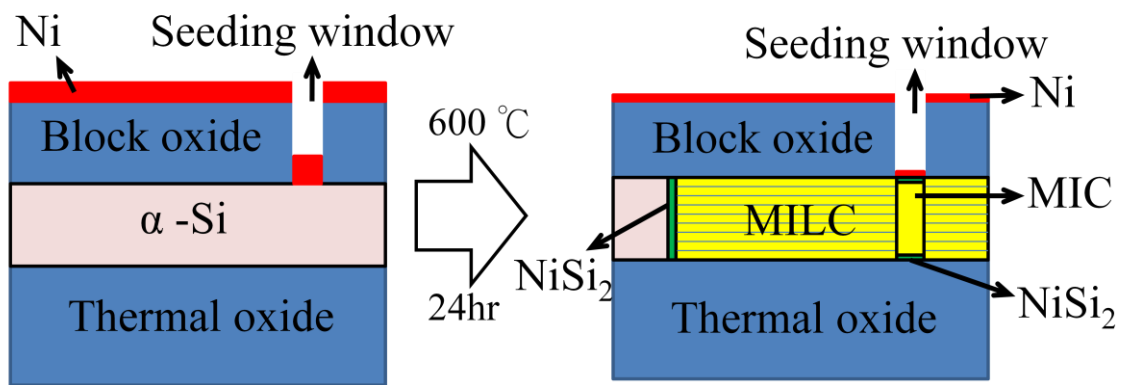 Ni
Seeding window
Block oxide
α -Si
Thermal oxide
600 ℃
24hr
Seeding window
Ni
Block oxide
MIC
MILC
NiSi₂
NiSi₂
Thermal oxide